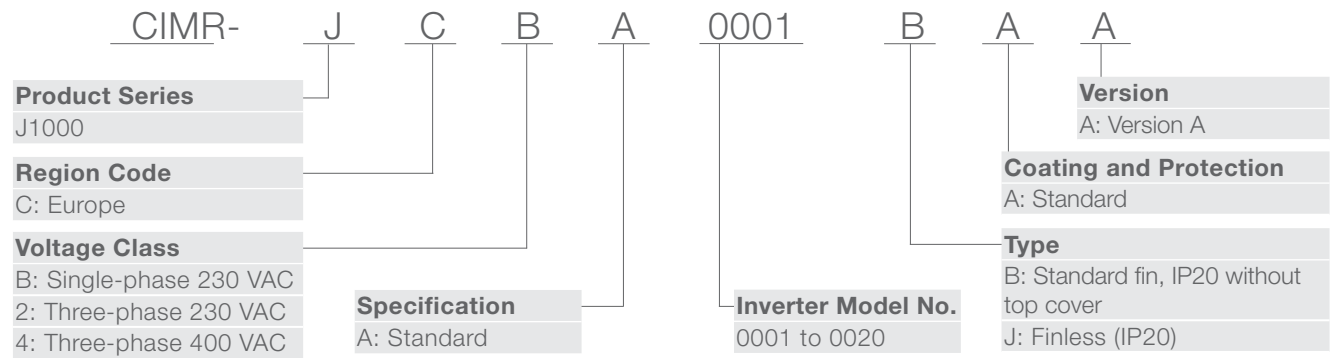 CIMR- J C B A 0001 B A A
Product Series
J1000
Region Code
C: Europe
Voltage Class
B: Single-phase 230 VAC
2: Three-phase 230 VAC
4: Three-phase 400 VAC
Specification
A: Standard
Inverter Model No.
0001 to 0020
Version
A: Version A
Coating and Protection
A: Standard
Type
B: Standard fin, IP20 without
top cover
J: Finless (IP20)